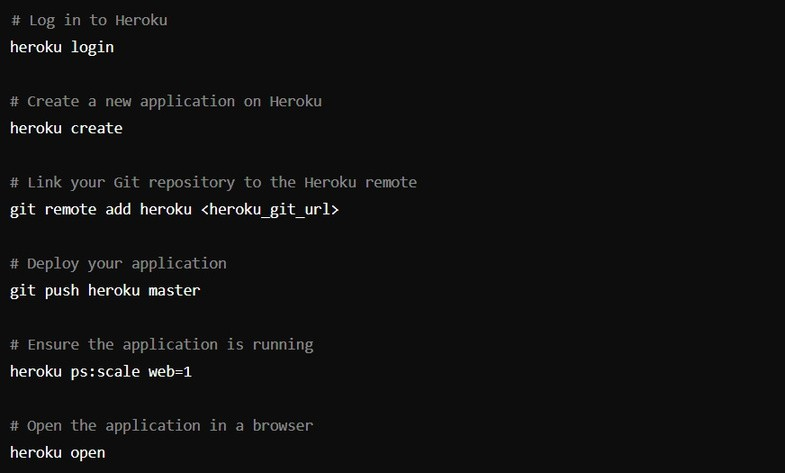 # Log in to Heroku
heroku login
# Create a new application on Heroku
heroku create
# Link your Git repository to the Heroku remote
git remote add heroku <heroku_git_url>
# Deploy your application
git push heroku master
# Ensure the application is running
heroku ps:scale web=1
# Open the application in a browser
heroku open